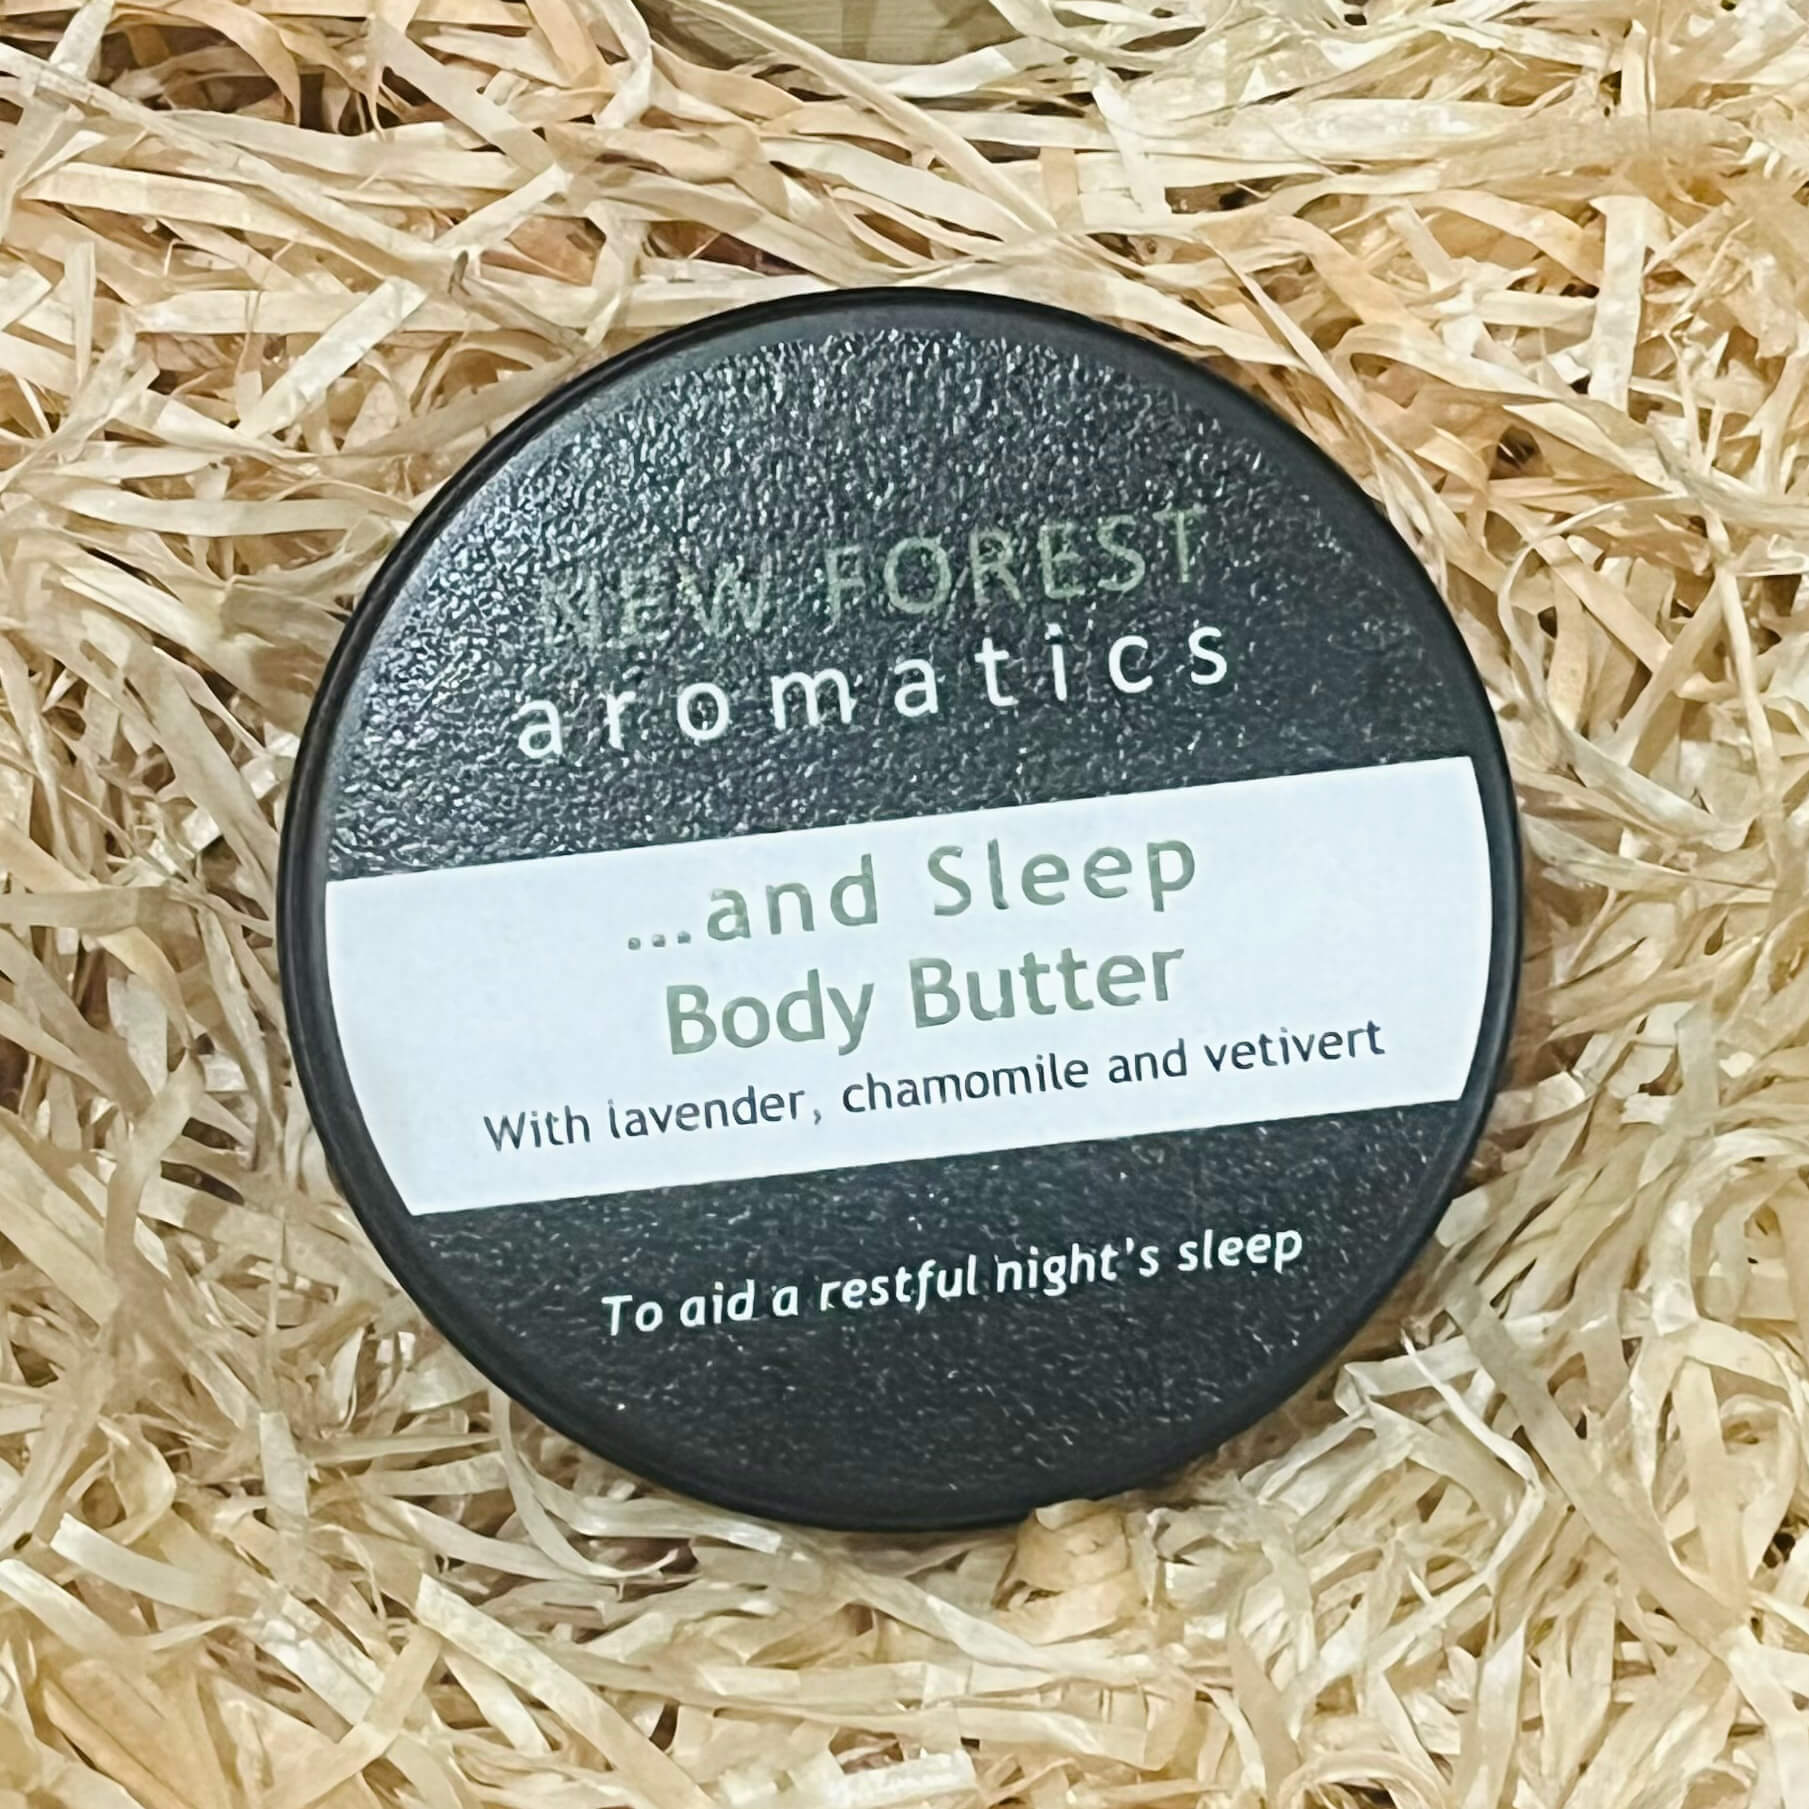 NEW FOREST
aromatics
...and Sleep
Body Butter
With lavender, chamomile and vetivert
To aid a restful night's sleep